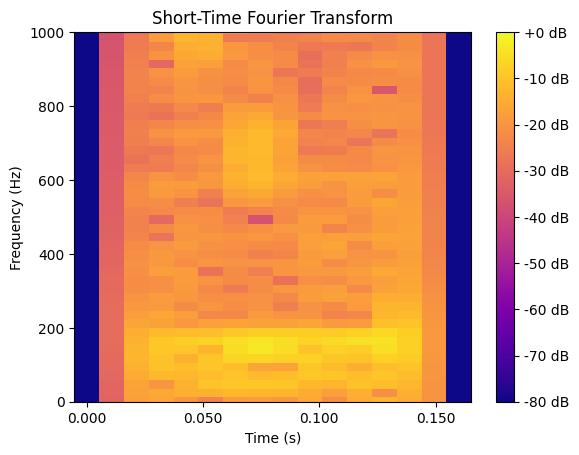 Short-Time Fourier Transform
1000
800
600
400
200
0
Frequency (Hz)
0.000
0.050
0.100
0.150
Time (s)
+0 dB
-10 dB
-20 dB
-30 dB
-40 dB
-50 dB
-60 dB
-70 dB
-80 dB